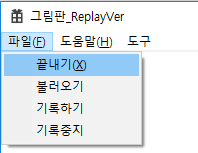 그림판_ReplayVer
파일(F) 도움말(H) 도구
끝내기(X)
불러오기
기록하기
기록중지